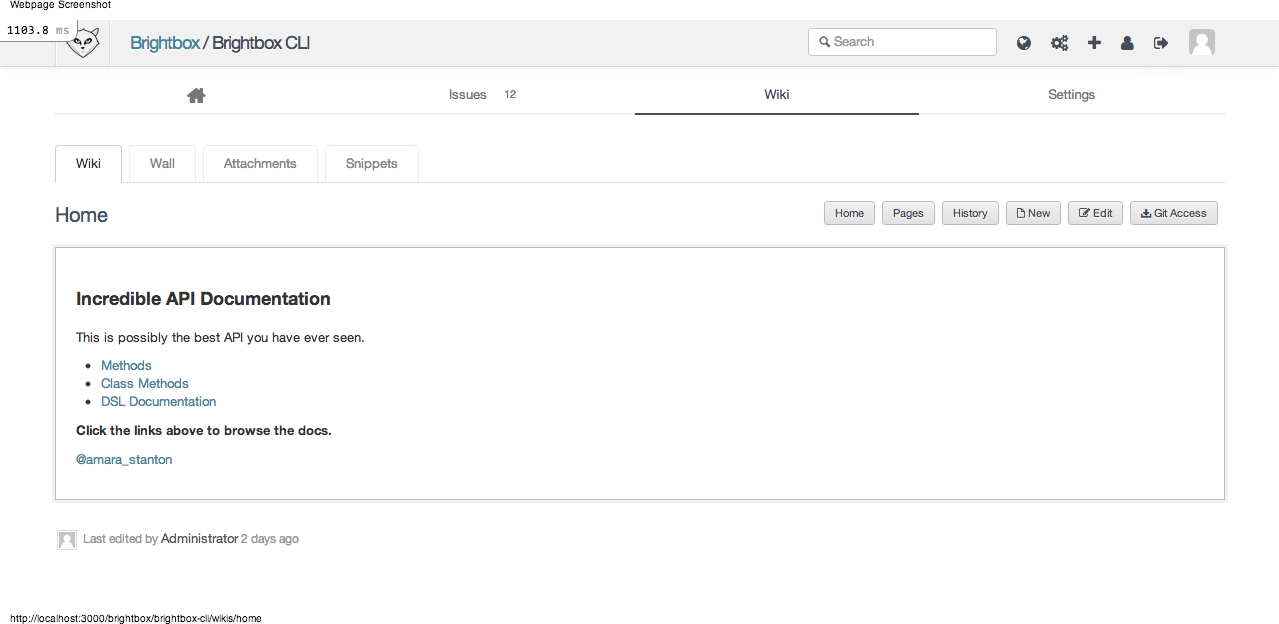 Webpage Screenshot
1103.8 ms
Brightbox / Brightbox CLI
Search
Issues 12
Wiki
Settings
Wiki
Wall
Attachments
Snippets
Home
Home
Pages
History
New
Edit
Git Access
Incredible API Documentation
This is possibly the best API you have ever seen.
Methods
Class Methods
DSL Documentation
Click the links above to browse the docs.
@amara_stanton
Last edited by Administrator 2 days ago
http://localhost:3000/brightbox/brightbox-cli/wikis/home